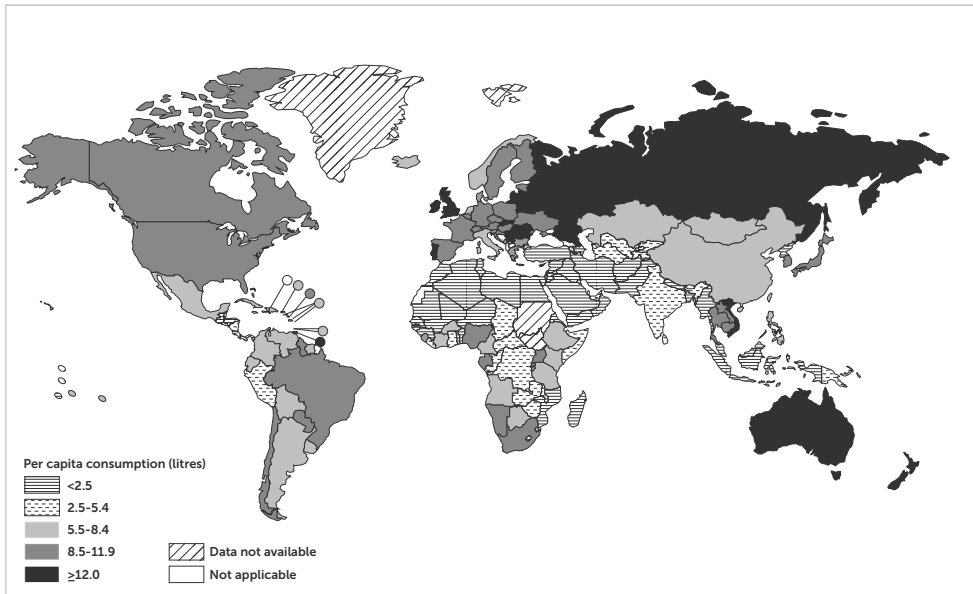 Per capita consumption (litres)
<2.5
2.5-5.4
5.5-8.4
8.5-11.9
≥12.0
Data not available
Not applicable